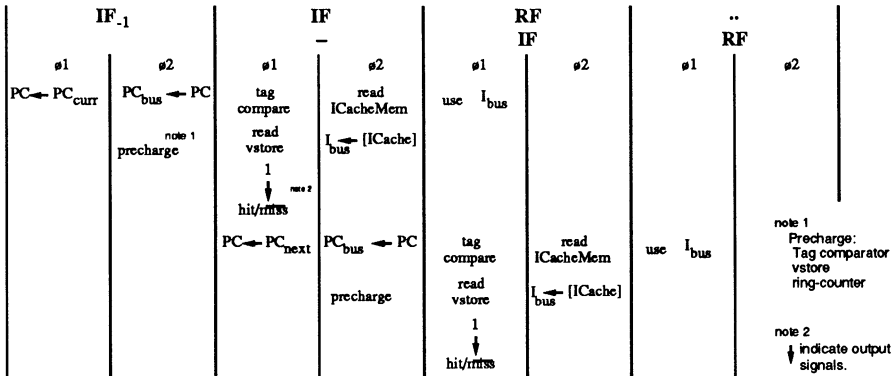 IF-1 IF RF ..
– IF RF
ø1 ø2 ø1 ø2 ø1 ø2 ø1 ø2
PC ← PCcurr PCbus ← PC tag compare read ICacheMem use Ibus
precharge note 1 read vstore Ibus ← [ICache]
1
↓ note 2
hit/miss
PC ← PCnext PCbus ← PC tag compare read ICacheMem use Ibus
precharge read vstore Ibus ← [ICache]
1
↓
hit/miss
note 1
Precharge:
Tag comparator
vstore
ring-counter
note 2
↓ indicate output
signals.